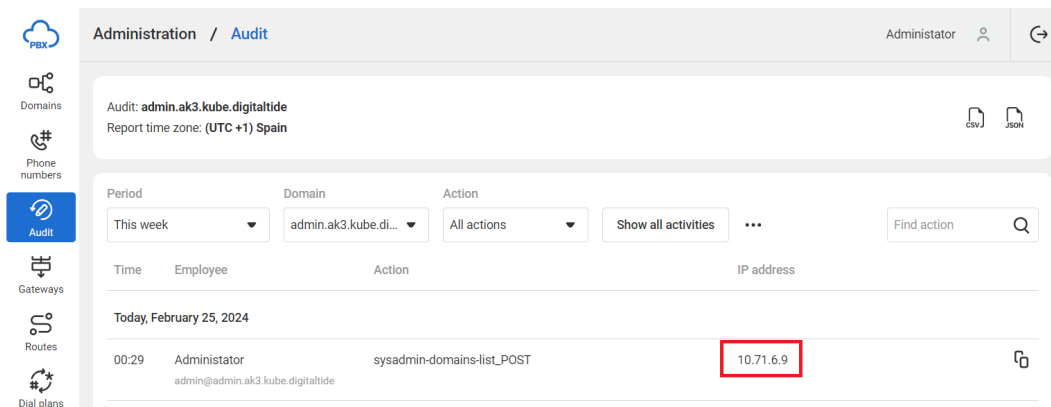 PBX
Administration / Audit
Administator
Domains
Phone
numbers
Audit
Gateways
Routes
Dial plans
Audit: admin.ak3.kube.digitaltide
Report time zone: (UTC +1) Spain
CSV
JSON
Period
Domain
Action
This week
admin.ak3.kube.di...
All actions
Show all activities
Find action
Time Employee Action IP address
Today, February 25, 2024
00:29 Administator sysadmin-domains-list_POST 10.71.6.9
admin@admin.ak3.kube.digitaltide